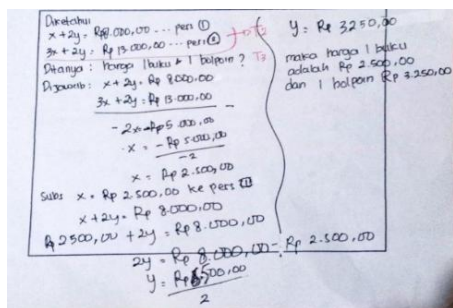 Diketahui
x + 2y = Rp8.000,00 ... pers ①
3x + 2y = Rp 13.000,00 ... pers ②
Ditanya : harga 1 buku & 1 bolpoin ? T3
Dijawab : x + 2y = Rp 8.000,00
3x + 2y = Rp 13.000,00 -
- 2x = -Rp 5.000,00
x = - Rp 5.000,00
-2
x = Rp 2.500,00
Subs x = Rp 2.500,00 ke pers ①
x + 2y = Rp 8.000,00
Rp 2500,00 + 2y = Rp 8.000,00
2y = Rp 8.000,00 - Rp 2.500,00
y = Rp 6500,00
2
y = Rp 3250,00
maka harga 1 buku
adalah Rp 2.500,00
dan 1 bolpoin Rp 3.250,00